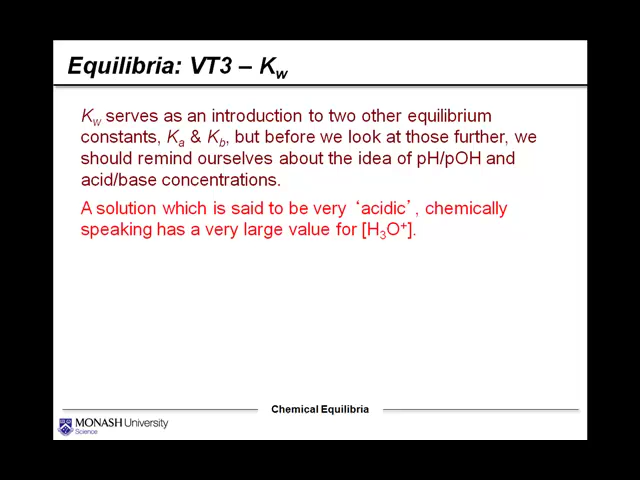 Equilibria: VT3 – Kw
Kw serves as an introduction to two other equilibrium
constants, Ka & Kb, but before we look at those further, we
should remind ourselves about the idea of pH/pOH and
acid/base concentrations.
A solution which is said to be very ‘acidic’, chemically
speaking has a very large value for [H3O+].
Chemical Equilibria
MONASH University
Science